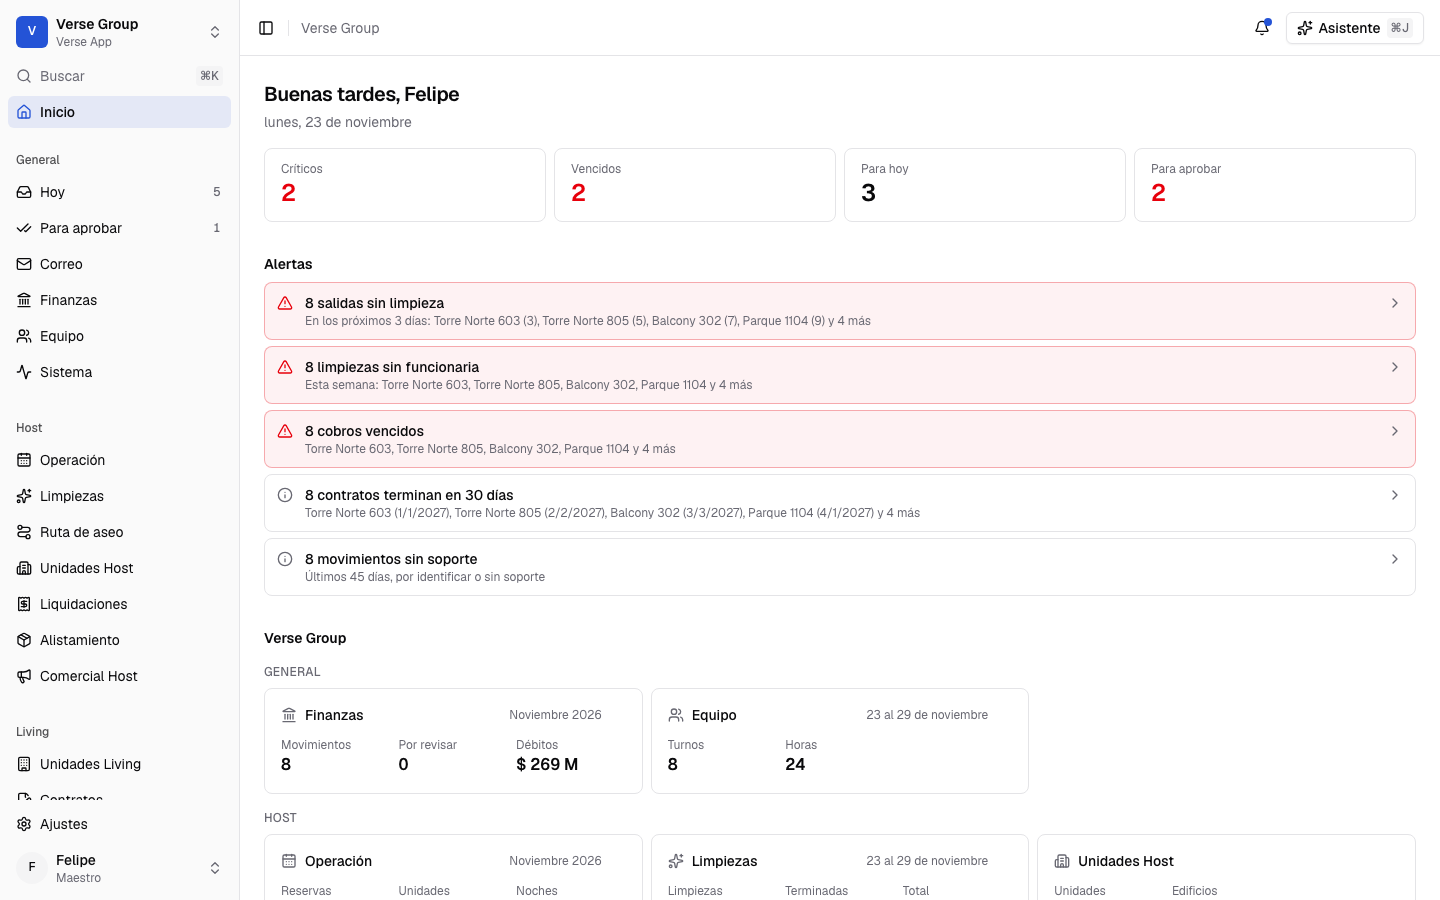 V
Verse Group
Verse App
Buscar ⌘K
Inicio
General
Hoy 5
Para aprobar 1
Correo
Finanzas
Equipo
Sistema
Host
Operación
Limpiezas
Ruta de aseo
Unidades Host
Liquidaciones
Alistamiento
Comercial Host
Living
Unidades Living
Contratos
Ajustes
F
Felipe
Maestro
Verse Group
Asistente ⌘J
Buenas tardes, Felipe
lunes, 23 de noviembre
Críticos
2
Vencidos
2
Para hoy
3
Para aprobar
2
Alertas
8 salidas sin limpieza
En los próximos 3 días: Torre Norte 603 (3), Torre Norte 805 (5), Balcony 302 (7), Parque 1104 (9) y 4 más
8 limpiezas sin funcionaria
Esta semana: Torre Norte 603, Torre Norte 805, Balcony 302, Parque 1104 y 4 más
8 cobros vencidos
Torre Norte 603, Torre Norte 805, Balcony 302, Parque 1104 y 4 más
8 contratos terminan en 30 días
Torre Norte 603 (1/1/2027), Torre Norte 805 (2/2/2027), Balcony 302 (3/3/2027), Parque 1104 (4/1/2027) y 4 más
8 movimientos sin soporte
Últimos 45 días, por identificar o sin soporte
Verse Group
GENERAL
Finanzas Noviembre 2026
Movimientos Por revisar Débitos
8 0 $ 269 M
Equipo 23 al 29 de noviembre
Turnos Horas
8 24
HOST
Operación Noviembre 2026
Reservas Unidades Noches
Limpiezas 23 al 29 de noviembre
Limpiezas Terminadas Total
Unidades Host
Unidades Edificios